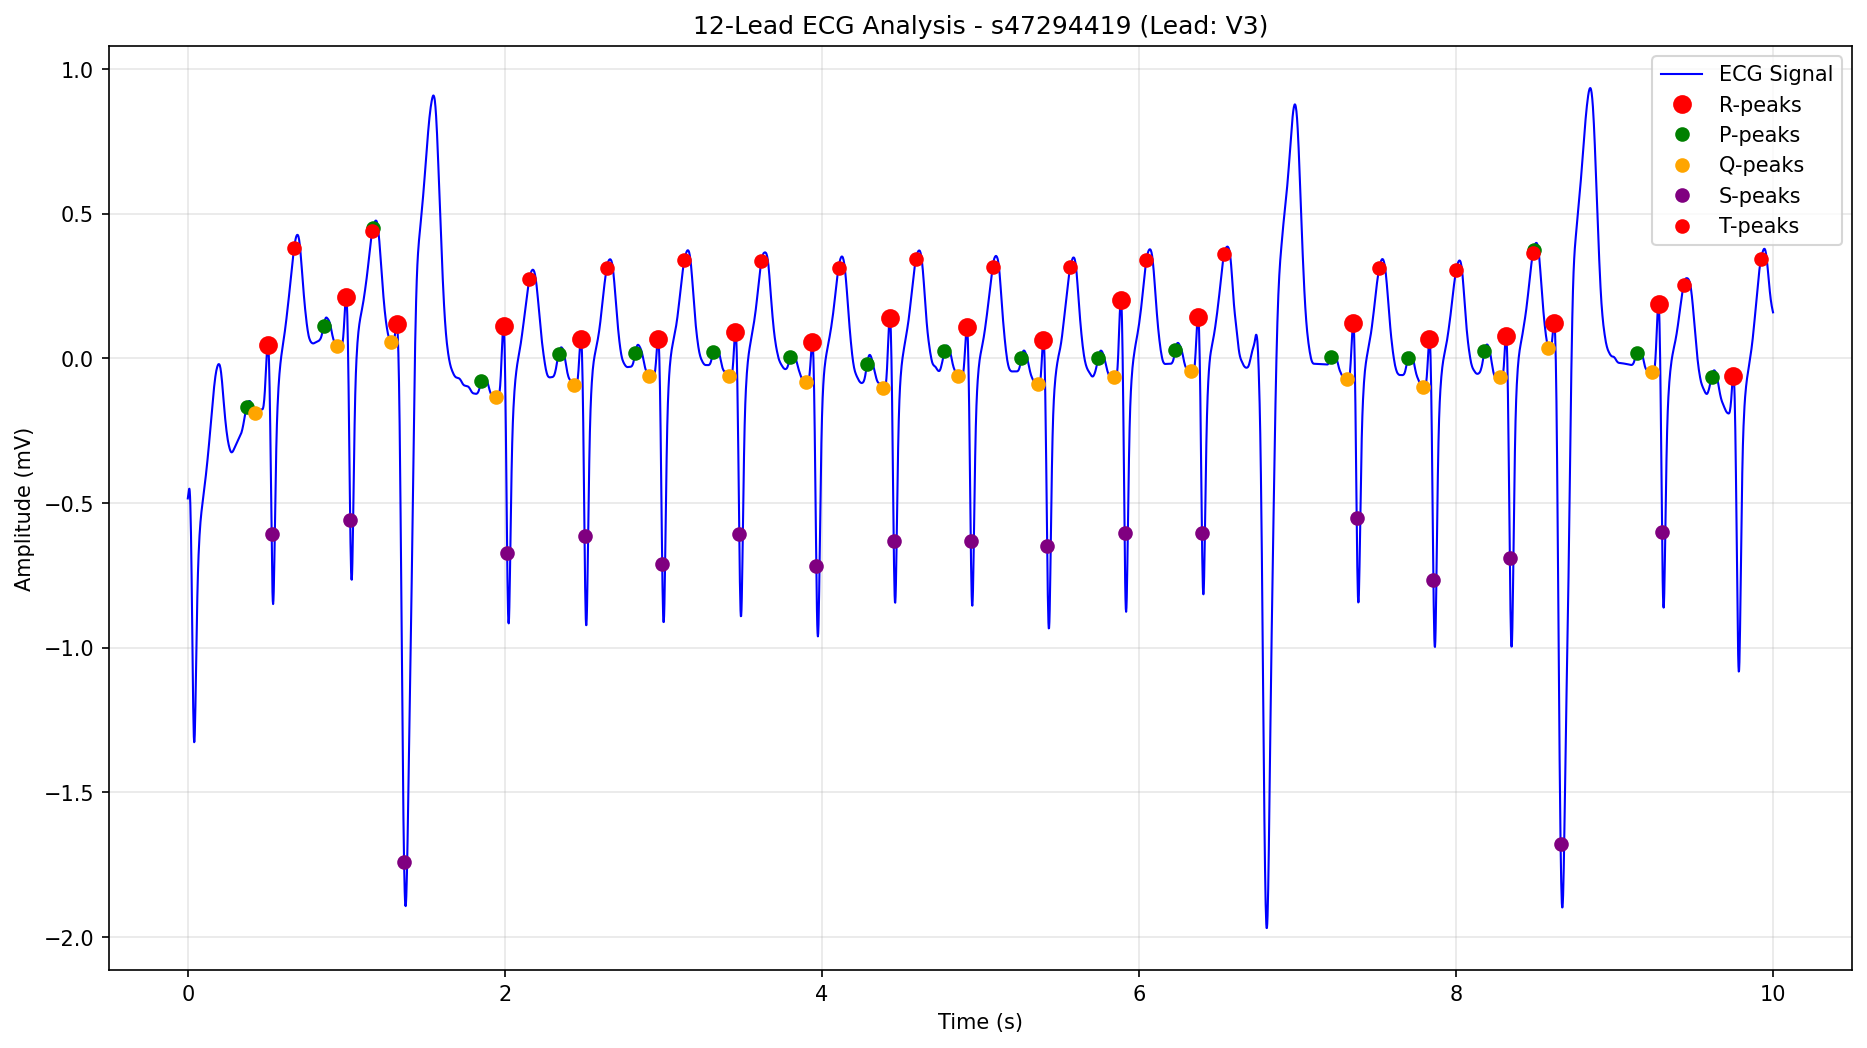 12-Lead ECG Analysis - s47294419 (Lead: V3)
ECG Signal
R-peaks
P-peaks
Q-peaks
S-peaks
T-peaks
1.0
0.5
0.0
−0.5
−1.0
−1.5
−2.0
Amplitude (mV)
0 2 4 6 8 10
Time (s)